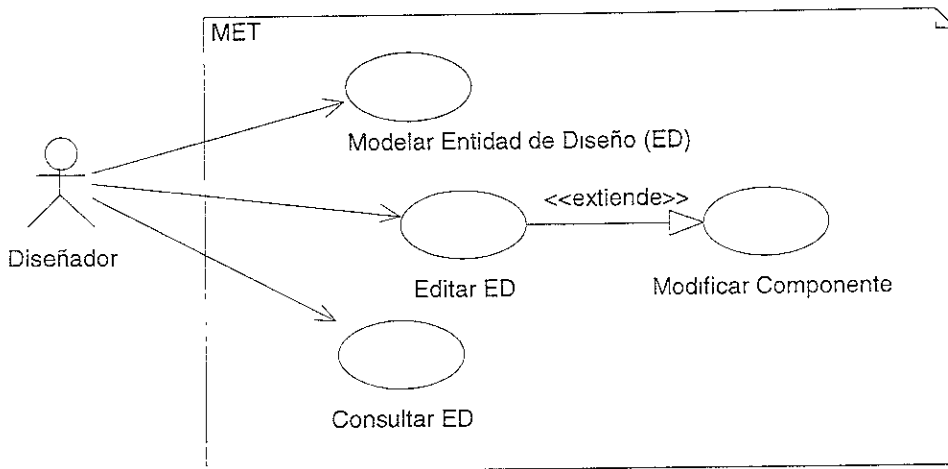 MET
Modelar Entidad de Diseño (ED)
<<extiende>>
Diseñador
Editar ED
Modificar Componente
Consultar ED